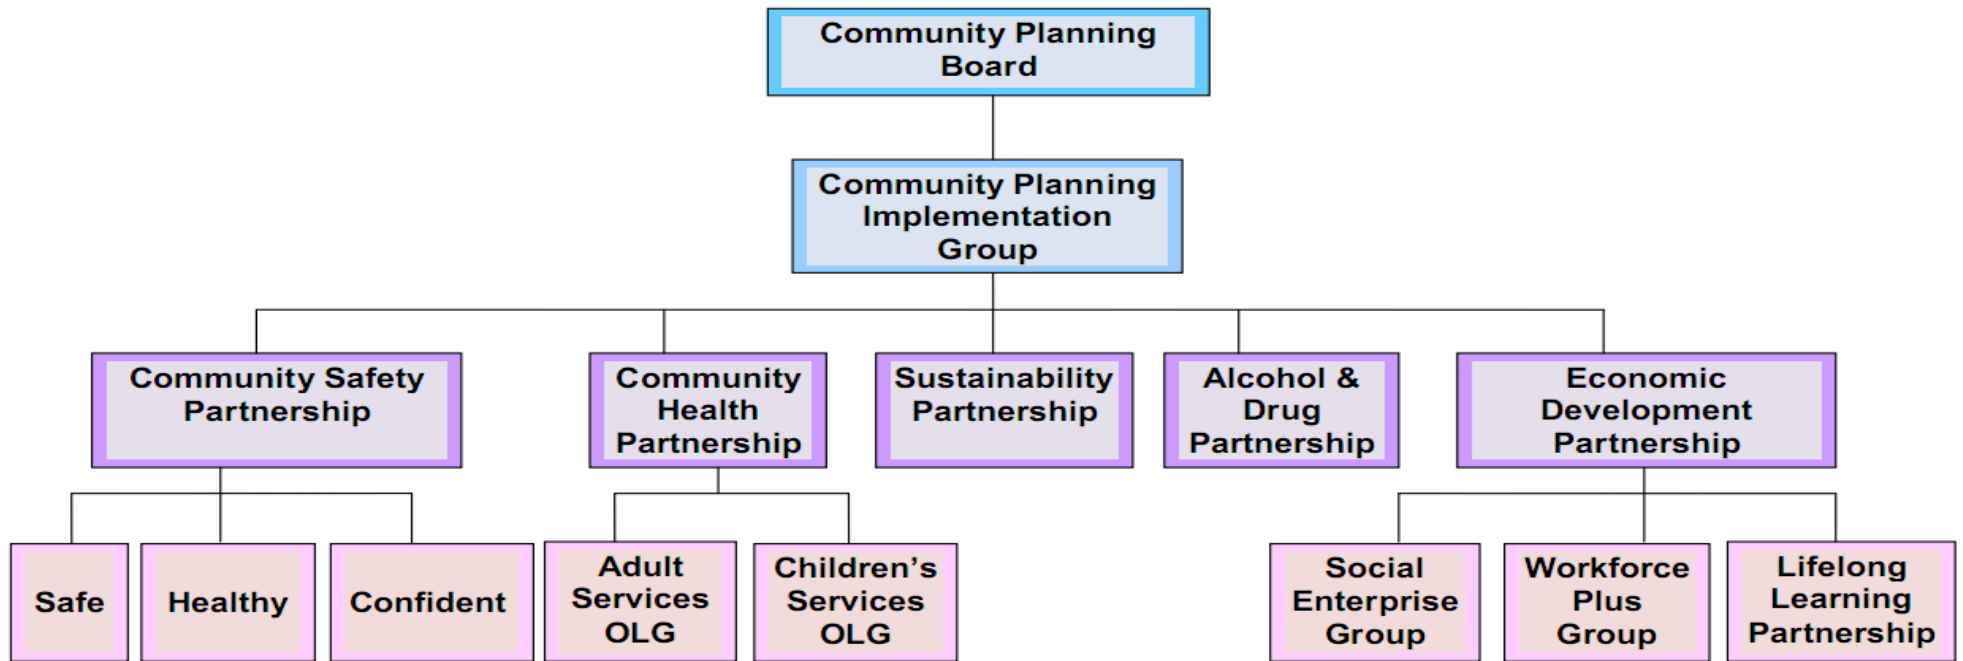 Community Planning
Board
Community Planning
Implementation
Group
Community Safety
Partnership
Community
Health
Partnership
Sustainability
Partnership
Alcohol &
Drug
Partnership
Economic
Development
Partnership
Safe
Healthy
Confident
Adult
Services
OLG
Children’s
Services
OLG
Social
Enterprise
Group
Workforce
Plus
Group
Lifelong
Learning
Partnership